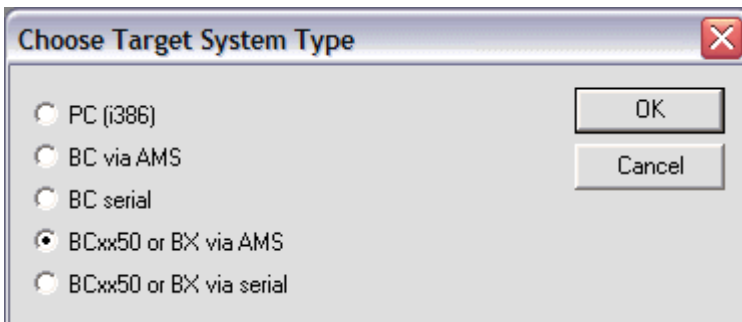 Choose Target System Type
PC (i386)
OK
BC via AMS
Cancel
BC serial
BCxx50 or BX via AMS
BCxx50 or BX via serial